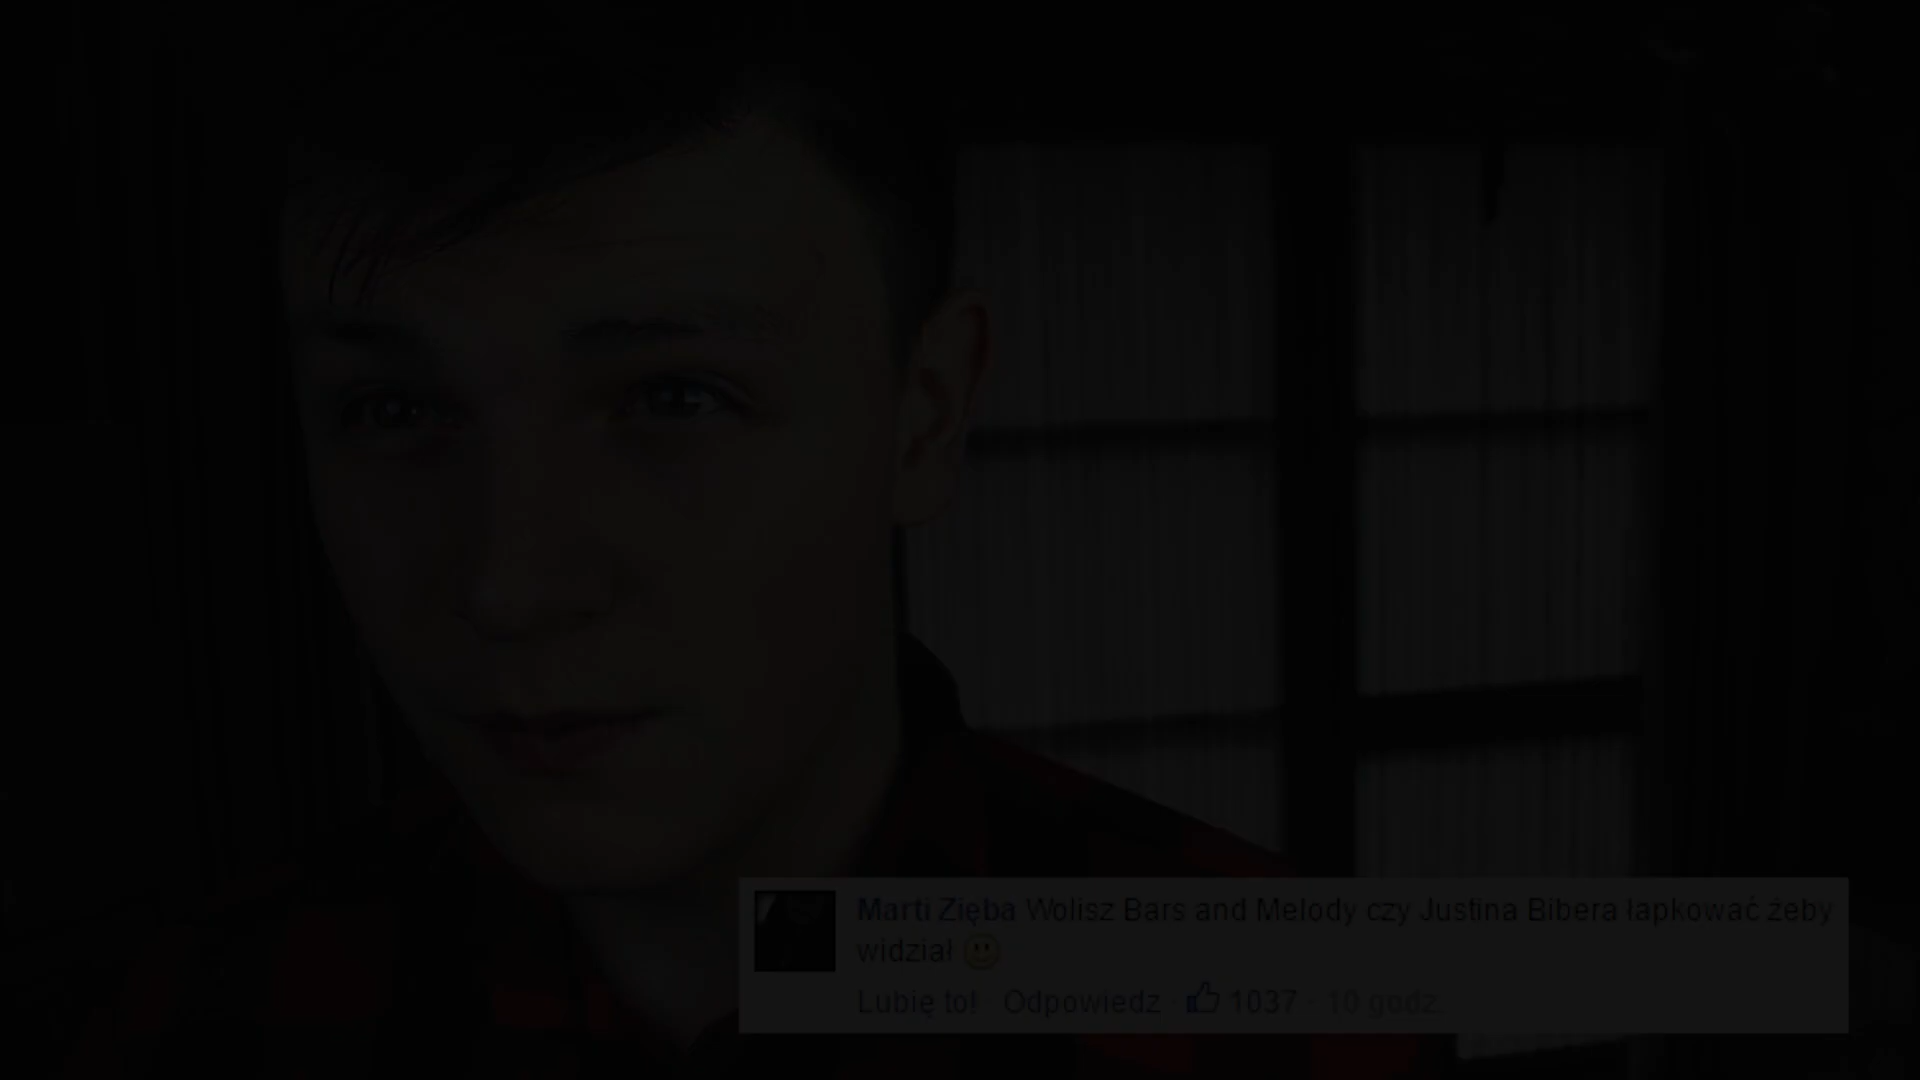 Marti Zięba Wolisz Bars and Melody czy Justina Bibera łapkować żeby
widział
Lubię to! · Odpowiedz · 1037 · 10 godz.